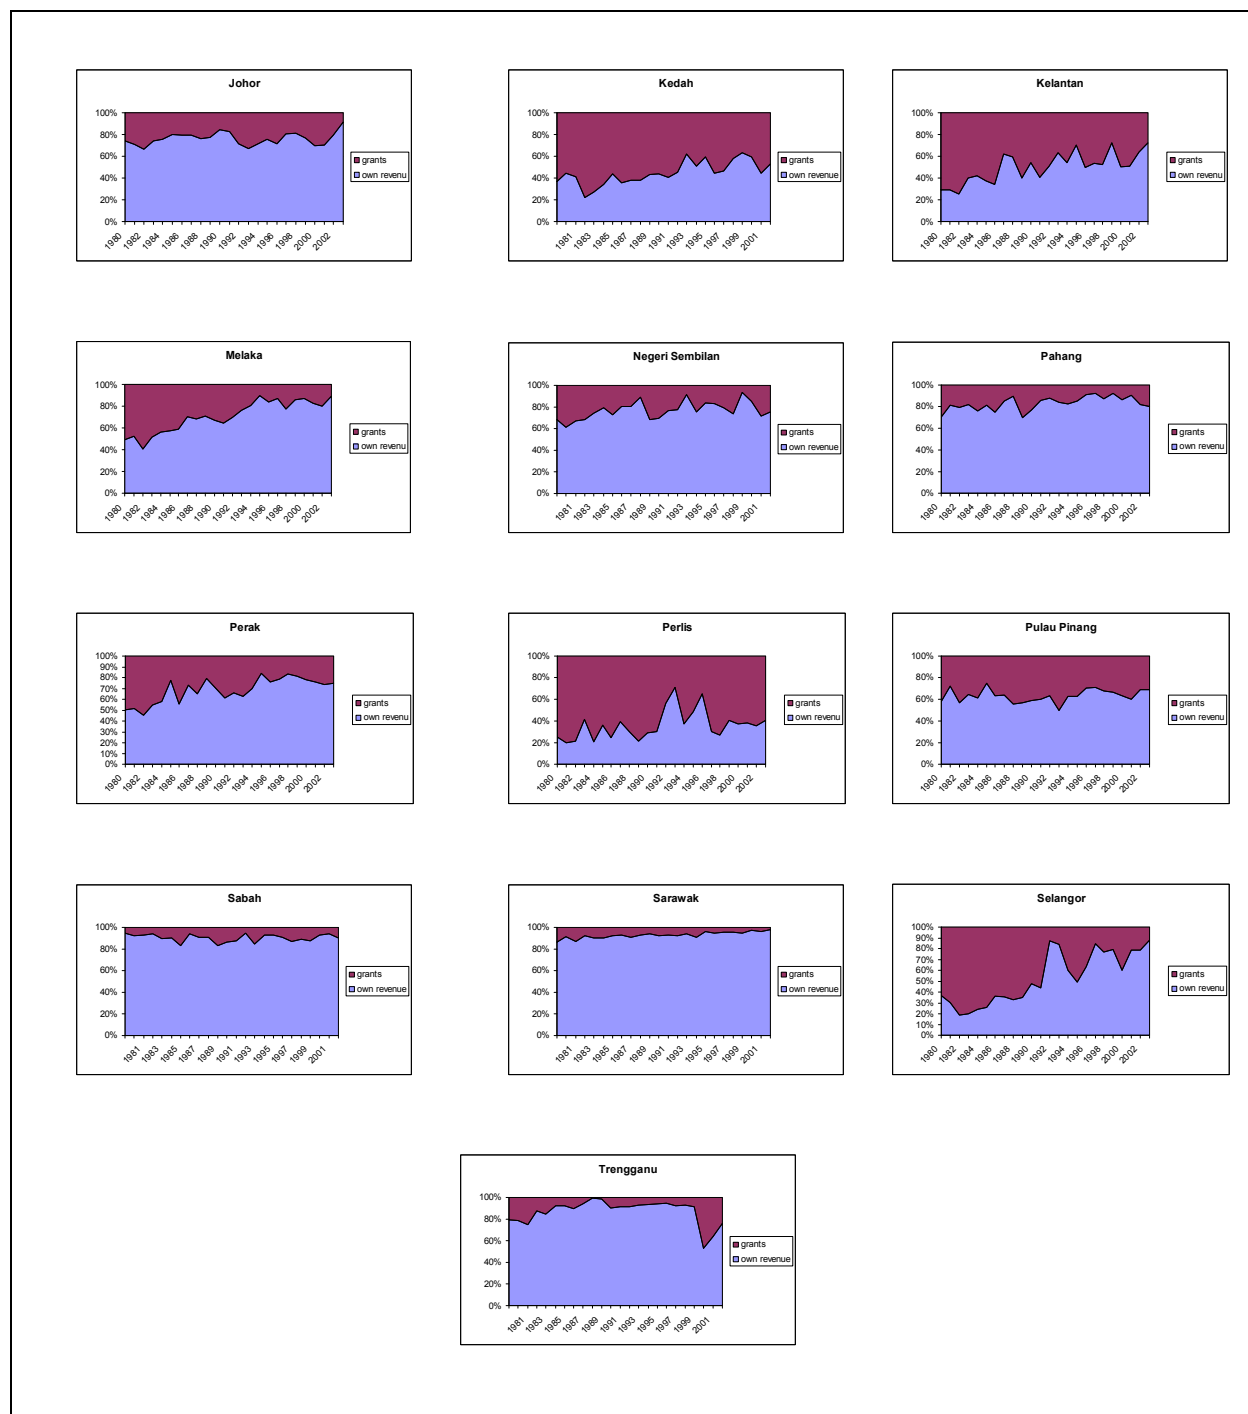 Johor
100%
80%
60%
40%
20%
0%
1980 1982 1984 1986 1988 1990 1992 1994 1996 1998 2000 2002
grants
own revenue
Kedah
100%
80%
60%
40%
20%
0%
1981 1983 1985 1987 1989 1991 1993 1995 1997 1999 2001
grants
own revenue
Kelantan
100%
80%
60%
40%
20%
0%
1980 1982 1984 1986 1988 1990 1992 1994 1996 1998 2000 2002
grants
own revenu
Melaka
100%
80%
60%
40%
20%
0%
1980 1982 1984 1986 1988 1990 1992 1994 1996 1998 2000 2002
grants
own revenu
Negeri Sembilan
100%
80%
60%
40%
20%
0%
1981 1983 1985 1987 1989 1991 1993 1995 1997 1999 2001
grants
own revenue
Pahang
100%
80%
60%
40%
20%
0%
1980 1982 1984 1986 1988 1990 1992 1994 1996 1998 2000 2002
grants
own revenu
Perak
100%
90%
80%
70%
60%
50%
40%
30%
20%
10%
0%
1980 1982 1984 1986 1988 1990 1992 1994 1996 1998 2000 2002
grants
own revenu
Perlis
100%
80%
60%
40%
20%
0%
1980 1982 1984 1986 1988 1990 1992 1994 1996 1998 2000 2002
grants
own revenu
Pulau Pinang
100%
80%
60%
40%
20%
0%
1980 1982 1984 1986 1988 1990 1992 1994 1996 1998 2000 2002
grants
own revenu
Sabah
100%
80%
60%
40%
20%
0%
1981 1983 1985 1987 1989 1991 1993 1995 1997 1999 2001
grants
own revenue
Sarawak
100%
80%
60%
40%
20%
0%
1981 1983 1985 1987 1989 1991 1993 1995 1997 1999 2001
grants
own revenue
Selangor
100%
90%
80%
70%
60%
50%
40%
30%
20%
10%
0%
1980 1982 1984 1986 1988 1990 1992 1994 1996 1998 2000 2002
grants
own revenu
Trengganu
100%
80%
60%
40%
20%
0%
1981 1983 1985 1987 1989 1991 1993 1995 1997 1999 2001
grants
own revenue